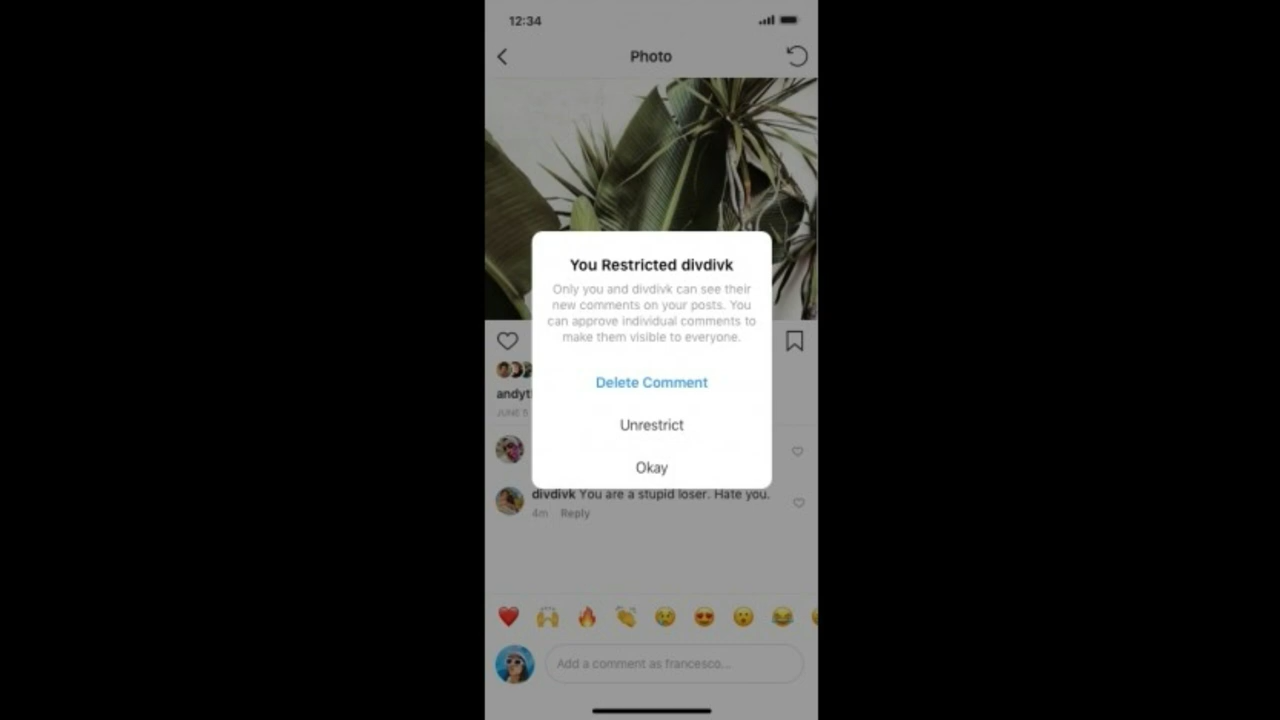 12:34
Photo
You Restricted divdivk
Only you and divdivk can see their
new comments on your posts. You
can approve individual comments to
make them visible to everyone.
Delete Comment
Unrestrict
Okay
JUNE 5
divdivk You are a stupid loser. Hate you.
4m Reply
Add a comment as francesco...